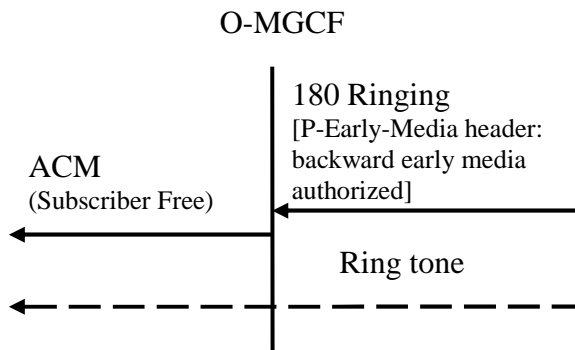 O-MGCF
180 Ringing
[P-Early-Media header:
backward early media
authorized]
ACM
(Subscriber Free)
Ring tone